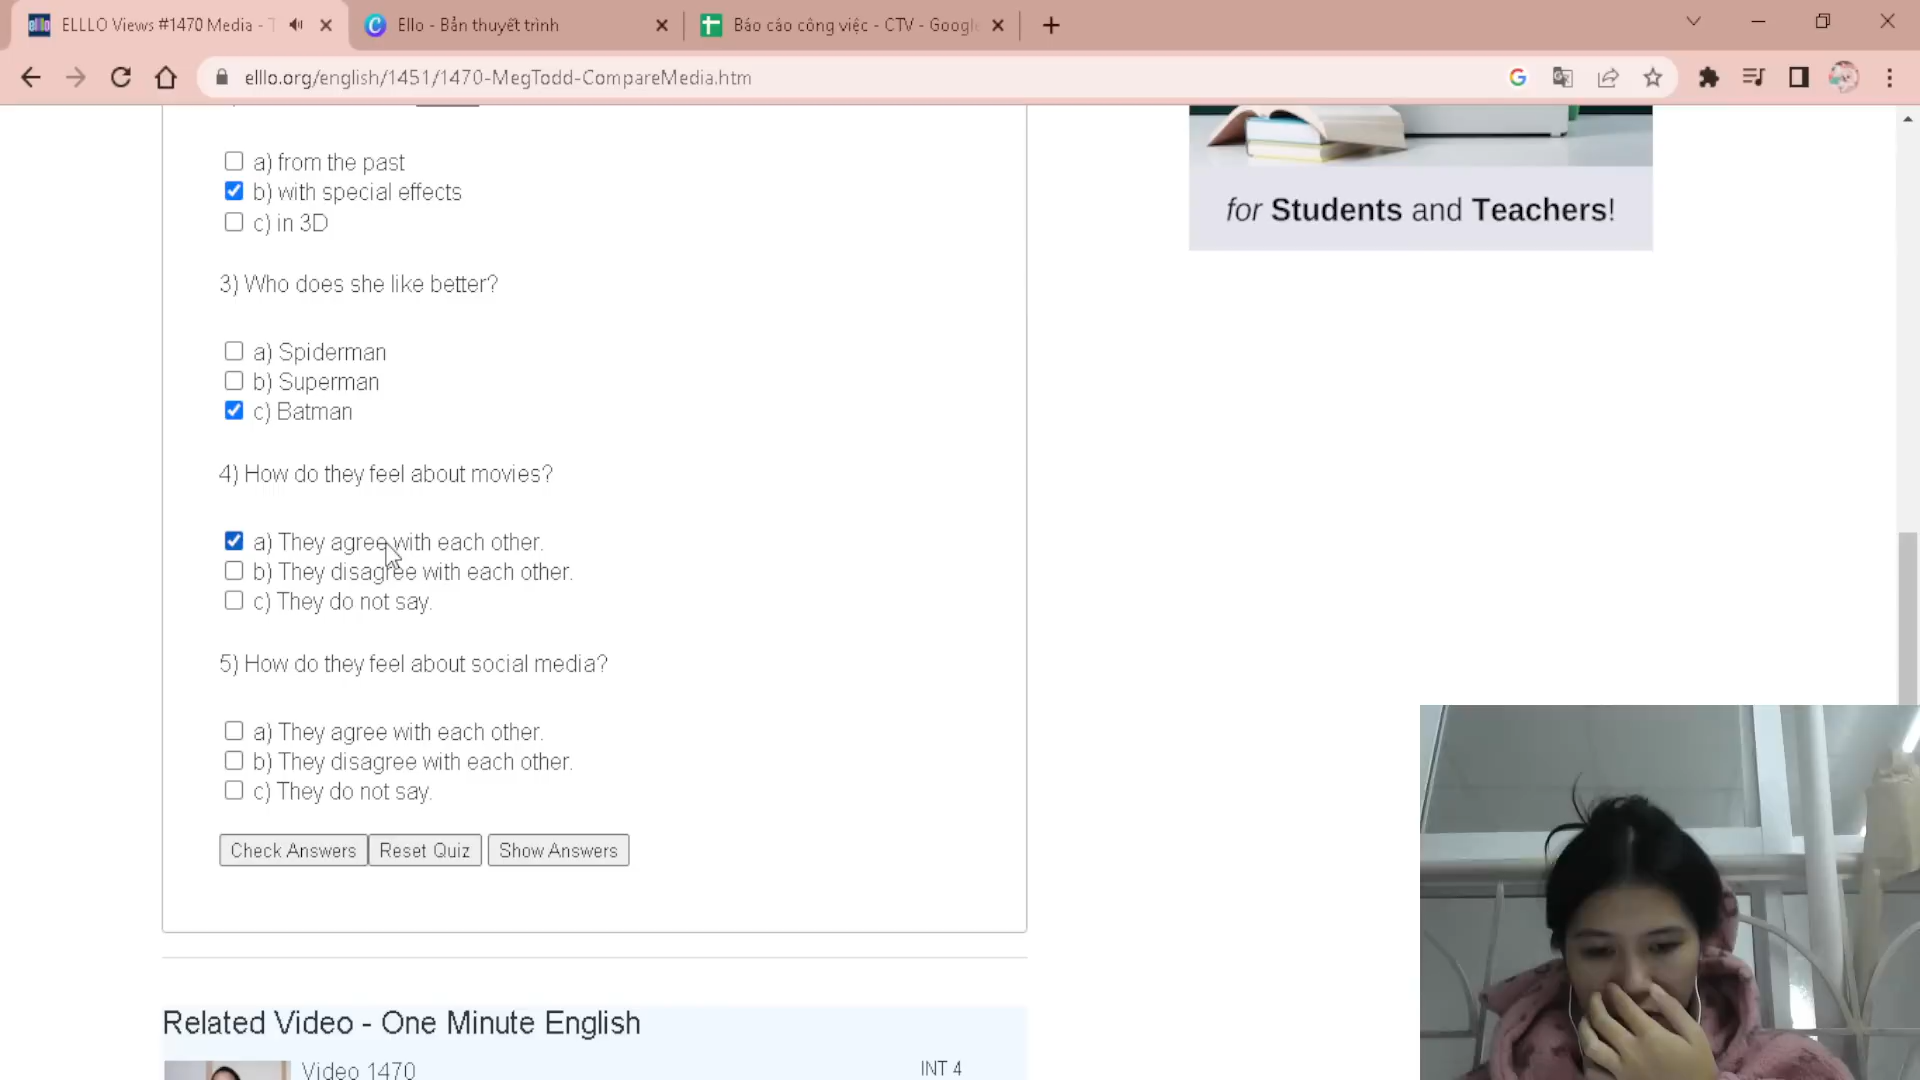 ELLLO Views #1470 Media - T
Ello - Bản thuyết trình
Báo cáo công việc - CTV - Googl
elllo.org/english/1451/1470-MegTodd-CompareMedia.htm
a) from the past
b) with special effects
c) in 3D
3) Who does she like better?
a) Spiderman
b) Superman
c) Batman
4) How do they feel about movies?
a) They agree with each other.
b) They disagree with each other.
c) They do not say.
5) How do they feel about social media?
a) They agree with each other.
b) They disagree with each other.
c) They do not say.
Check Answers Reset Quiz Show Answers
for Students and Teachers!
Related Video - One Minute English
Video 1470
INT 4